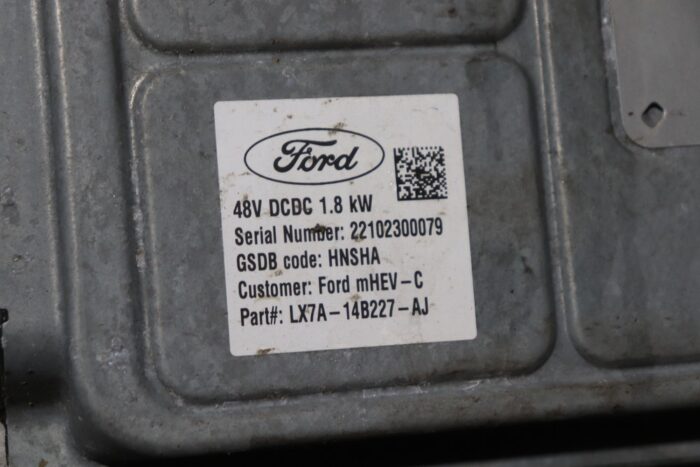 Ford
48V DCDC 1.8 kW
Serial Number: 22102300079
GSDB code: HNSHA
Customer: Ford mHEV-C
Part#: LX7A-14B227-AJ